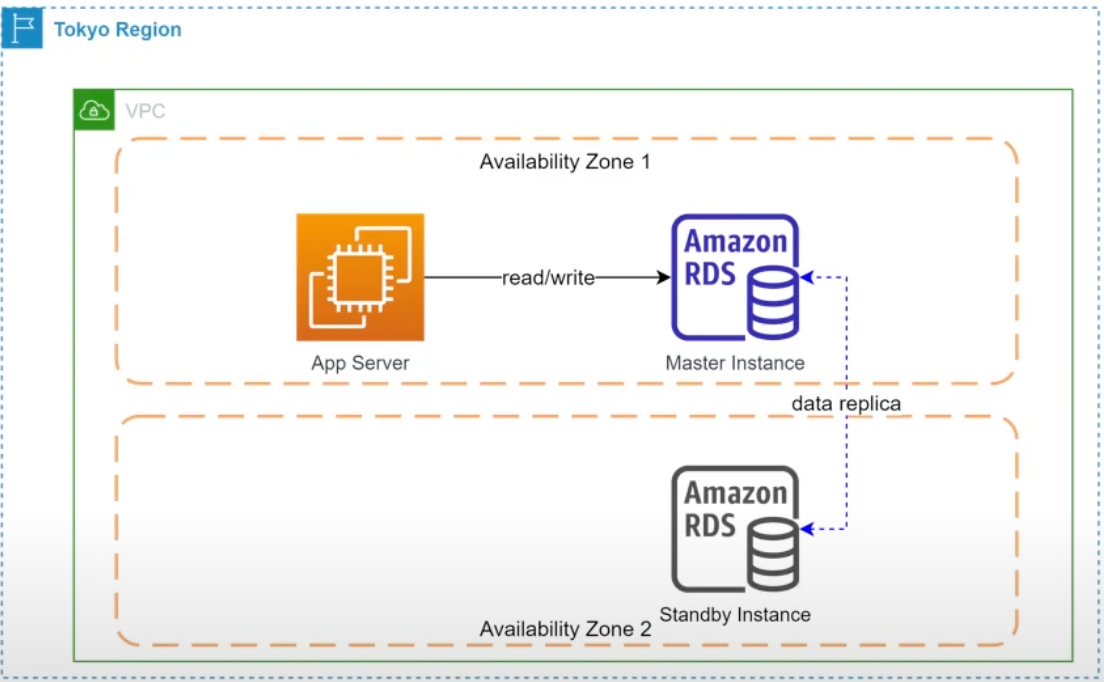 Tokyo Region
VPC
Availability Zone 1
Amazon
RDS
read/write
App Server
Master Instance
data replica
Amazon
RDS
Standby Instance
Availability Zone 2